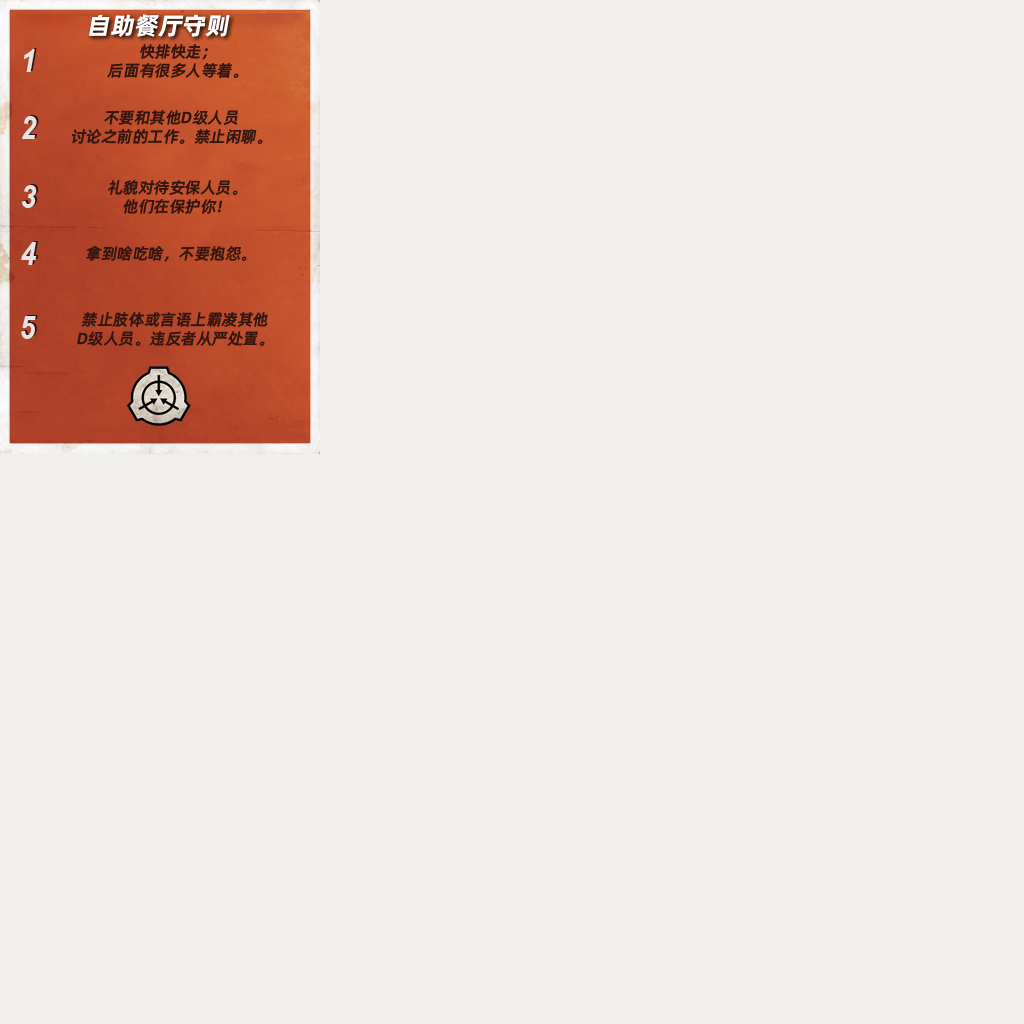 自助餐厅守则
1
快排快走；
后面有很多人等着。
2
不要和其他D级人员
讨论之前的工作。禁止闲聊。
3
礼貌对待安保人员。
他们在保护你！
4
拿到啥吃啥，不要抱怨。
5
禁止肢体或言语上霸凌其他
D级人员。违反者从严处置。